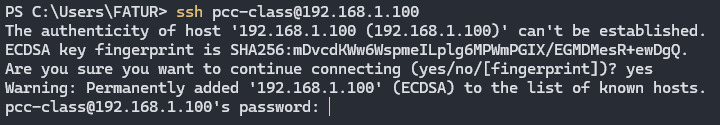 PS C:\Users\FATUR> ssh pcc-class@192.168.1.100
The authenticity of host '192.168.1.100 (192.168.1.100)' can't be established.
ECDSA key fingerprint is SHA256:mDvcdKWw6WspmeILplg6MPWmPGIX/EGMDMesR+ewDgQ.
Are you sure you want to continue connecting (yes/no/[fingerprint])? yes
Warning: Permanently added '192.168.1.100' (ECDSA) to the list of known hosts.
pcc-class@192.168.1.100's password: